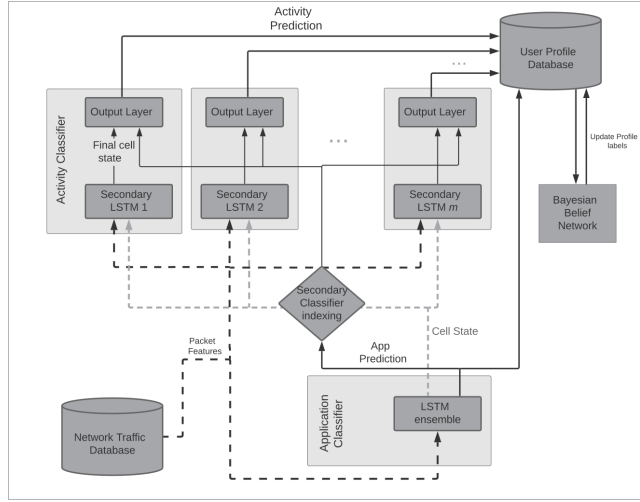 Activity
Prediction
User Profile
Database
...
Activity Classifier
Output Layer
Output Layer
Output Layer
...
Final cell
state
Update Profile
labels
Secondary
LSTM 1
Secondary
LSTM 2
Secondary
LSTM m
Bayesian
Belief
Network
Secondary
Classifier
indexing
Cell State
Packet
Features
App
Prediction
Application
Classifier
LSTM
ensemble
Network Traffic
Database